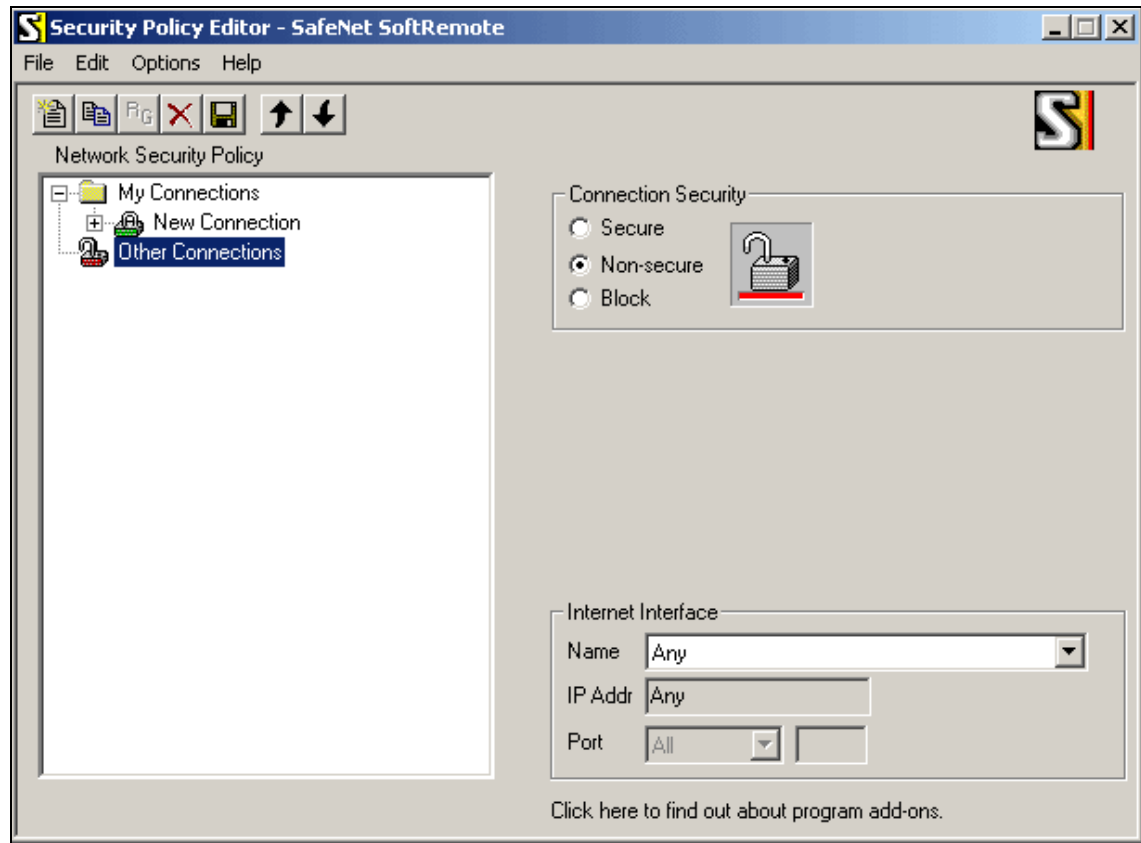 Security Policy Editor - SafeNet SoftRemote
File Edit Options Help
RG
Network Security Policy
My Connections
New Connection
Other Connections
Connection Security
Secure
Non-secure
Block
Internet Interface
Name Any
IP Addr Any
Port All
Click here to find out about program add-ons.